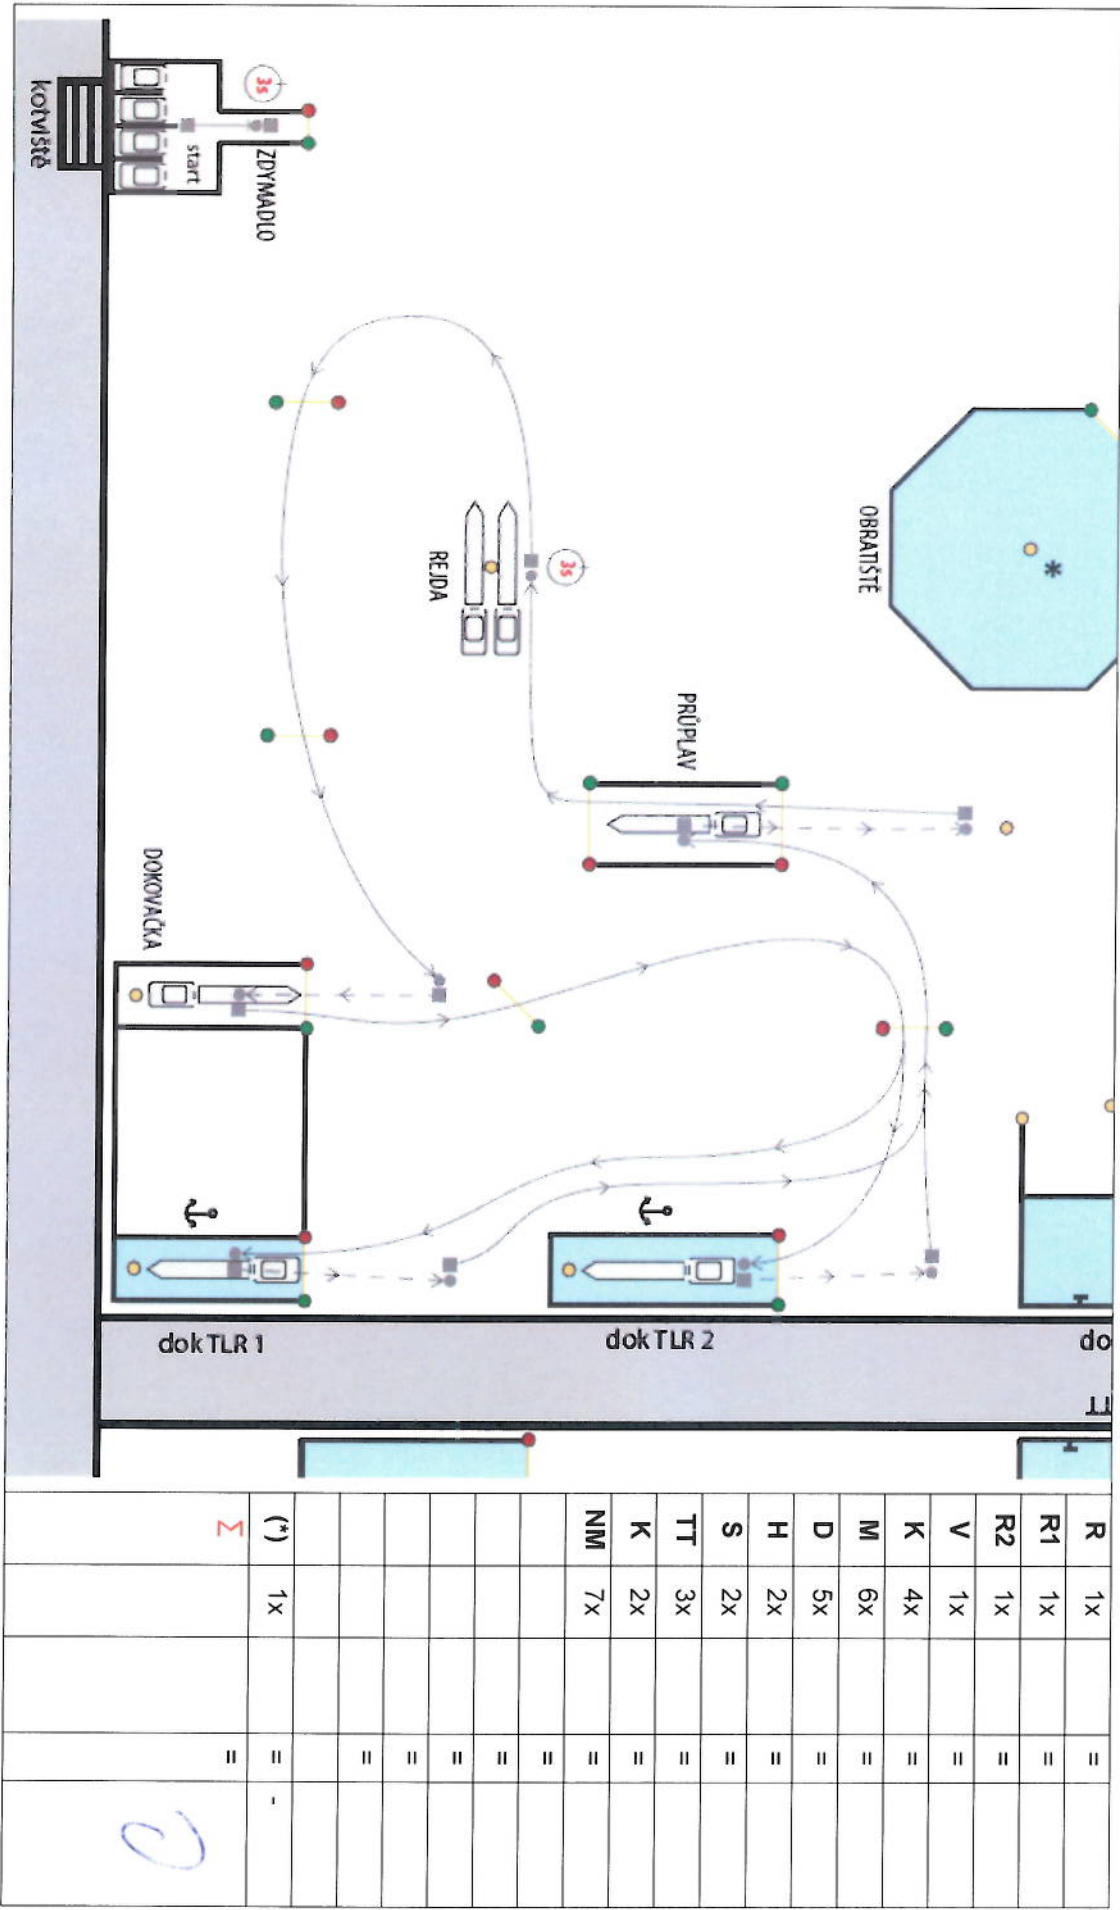 kotviště
3s
start
ZDYMADLO
OBRATIŠTĚ
*
REJDA
3s
PRŮPLAV
DOKOVAČKA
dok TLR 1
dok TLR 2
do
R 1x =
R1 1x =
R2 1x =
V 1x =
K 4x =
M 6x =
D 5x =
H 2x =
S 2x =
TT 3x =
K 2x =
NM 7x =
=
=
=
=
=
(*) 1x = -
Σ =